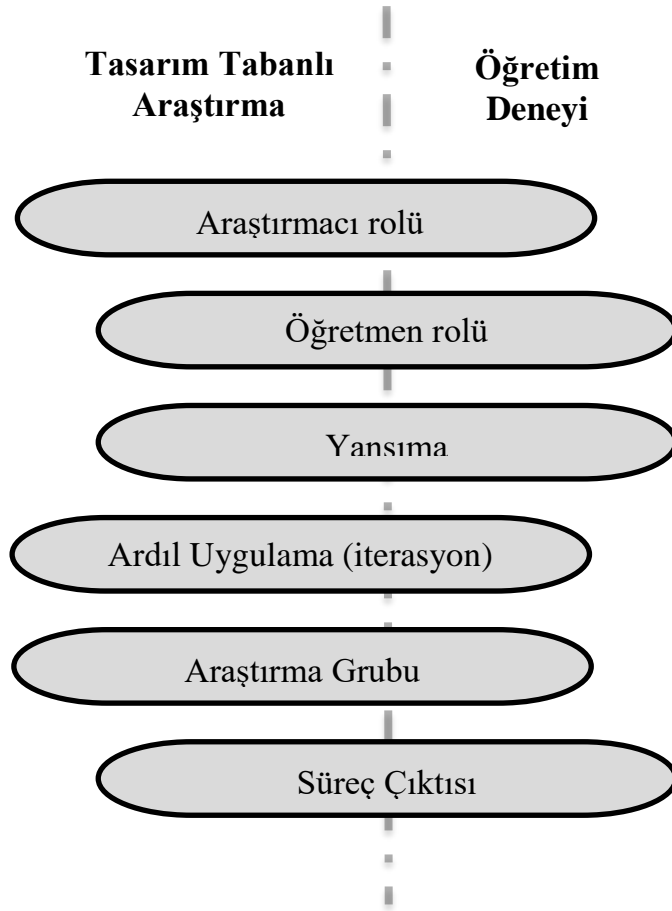 Tasarım Tabanlı
Araştırma
Öğretim
Deneyi
Araştırmacı rolü
Öğretmen rolü
Yansıma
Ardıl Uygulama (iterasyon)
Araştırma Grubu
Süreç Çıktısı